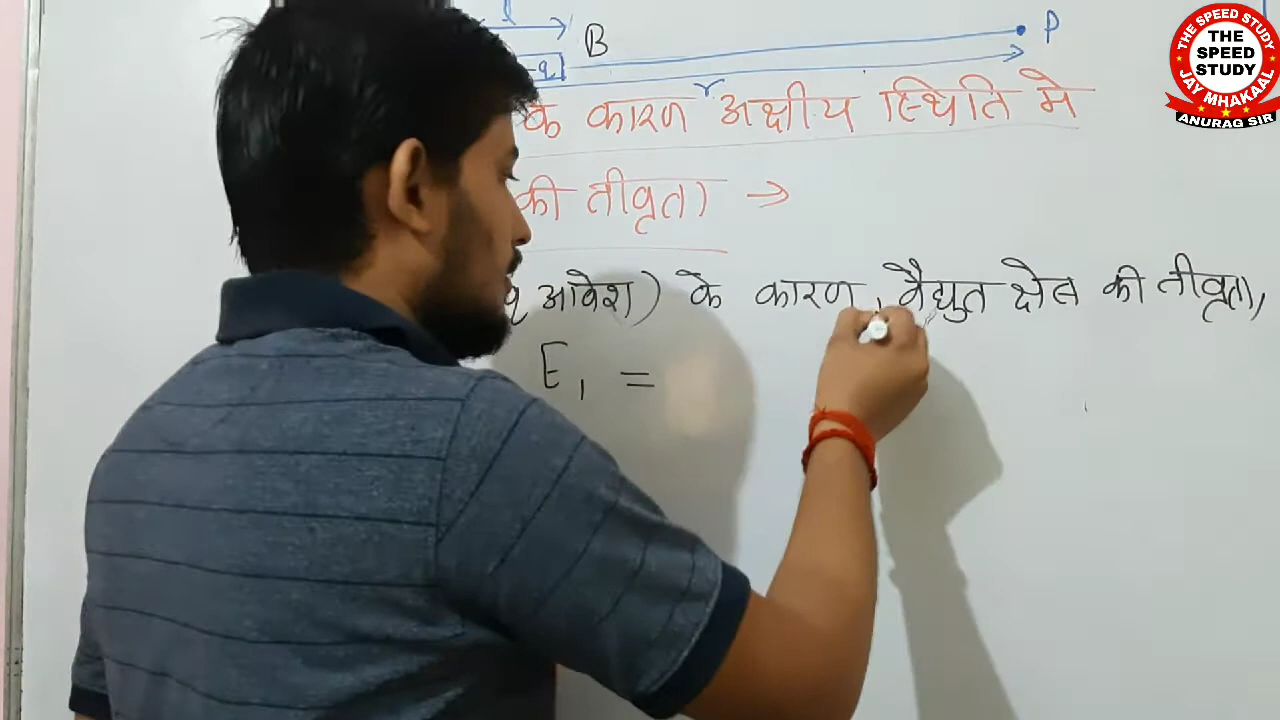 l
B P
-q r
के कारण अक्षीय स्थिति मे
की तीव्रता ⇒
आवेश) के कारण, वैद्युत क्षेत्र की तीव्रता,
E₁ =
THE SPEED STUDY
THE
SPEED
STUDY
JAY MHAKAAL
ANURAG SIR